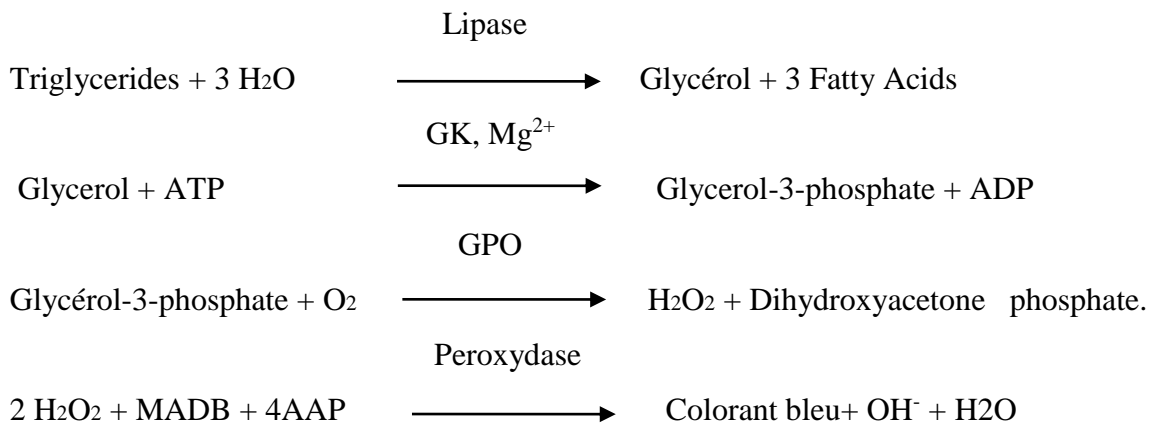 Lipase
Triglycerides + 3 H2O Glycérol + 3 Fatty Acids
GK, Mg²⁺
Glycerol + ATP Glycerol-3-phosphate + ADP
GPO
Glycérol-3-phosphate + O2 H2O2 + Dihydroxyacetone phosphate.
Peroxydase
2 H2O2 + MADB + 4AAP Colorant bleu+ OH⁻ + H2O